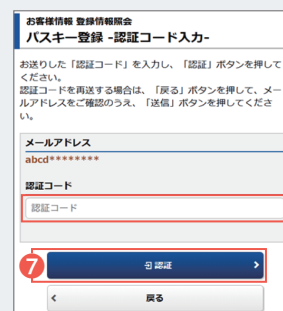 お客様情報 登録情報照会
パスキー登録 -認証コード入力-
お送りした「認証コード」を入力し、「認証」ボタンを押して
ください。
認証コードを再送する場合は、「戻る」ボタンを押して、メー
ルアドレスをご確認のうえ、「送信」ボタンを押してくださ
い。
メールアドレス
abcd********
認証コード
認証コード
7
認証
戻る